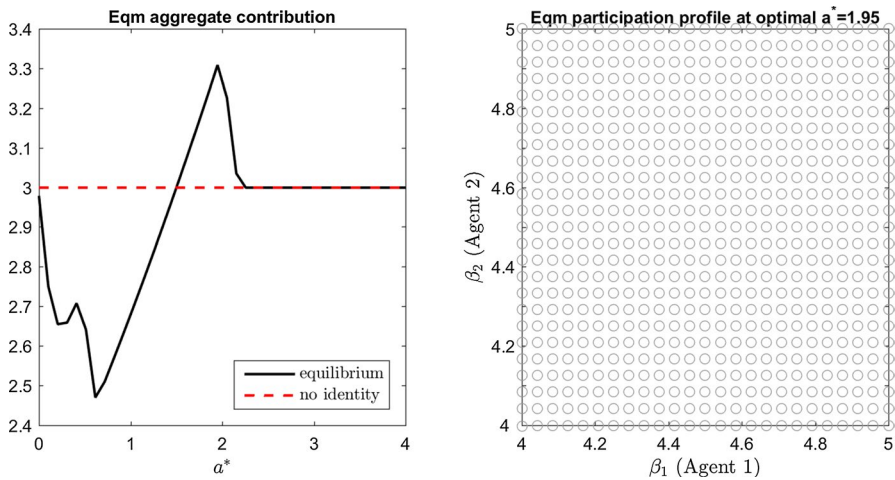 Eqm aggregate contribution
3.4
3.3
3.2
3.1
3
2.9
2.8
2.7
2.6
2.5
2.4
0 1 2 3 4
a*
equilibrium
no identity
Eqm participation profile at optimal a*=1.95
5
4.8
4.6
4.4
4.2
4
4 4.2 4.4 4.6 4.8 5
β₂ (Agent 2)
β₁ (Agent 1)